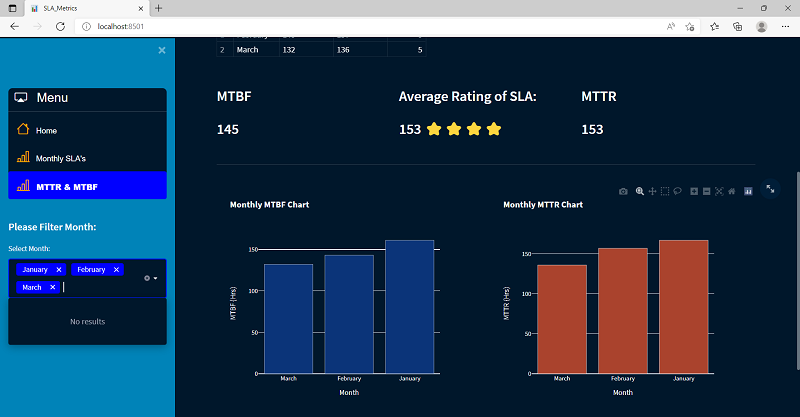 SLA_Metrics
localhost:8501
2 March 132 136 5
Menu
Home
Monthly SLA's
MTTR & MTBF
Please Filter Month:
Select Month:
January
February
March
No results
MTBF
145
Average Rating of SLA:
153
MTTR
153
Monthly MTBF Chart
150
100
50
0
MTBF (Hrs)
March February January
Month
Monthly MTTR Chart
150
100
50
0
MTTR (Hrs)
March February January
Month